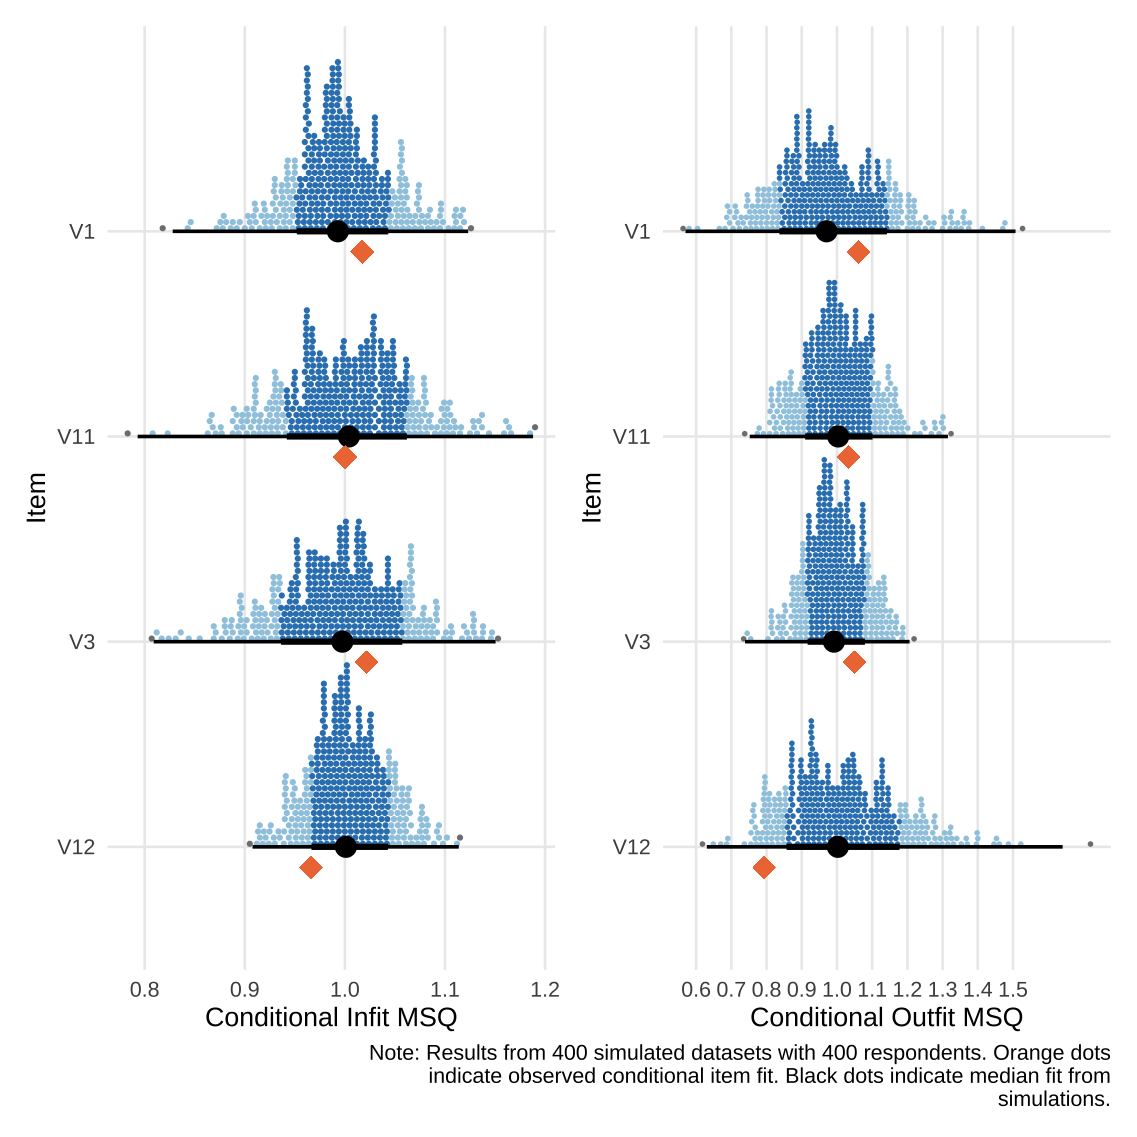 Item
V1
V11
V3
V12
0.8 0.9 1.0 1.1 1.2
Conditional Infit MSQ
Item
V1
V11
V3
V12
0.6 0.7 0.8 0.9 1.0 1.1 1.2 1.3 1.4 1.5
Conditional Outfit MSQ
Note: Results from 400 simulated datasets with 400 respondents. Orange dots
indicate observed conditional item fit. Black dots indicate median fit from
simulations.